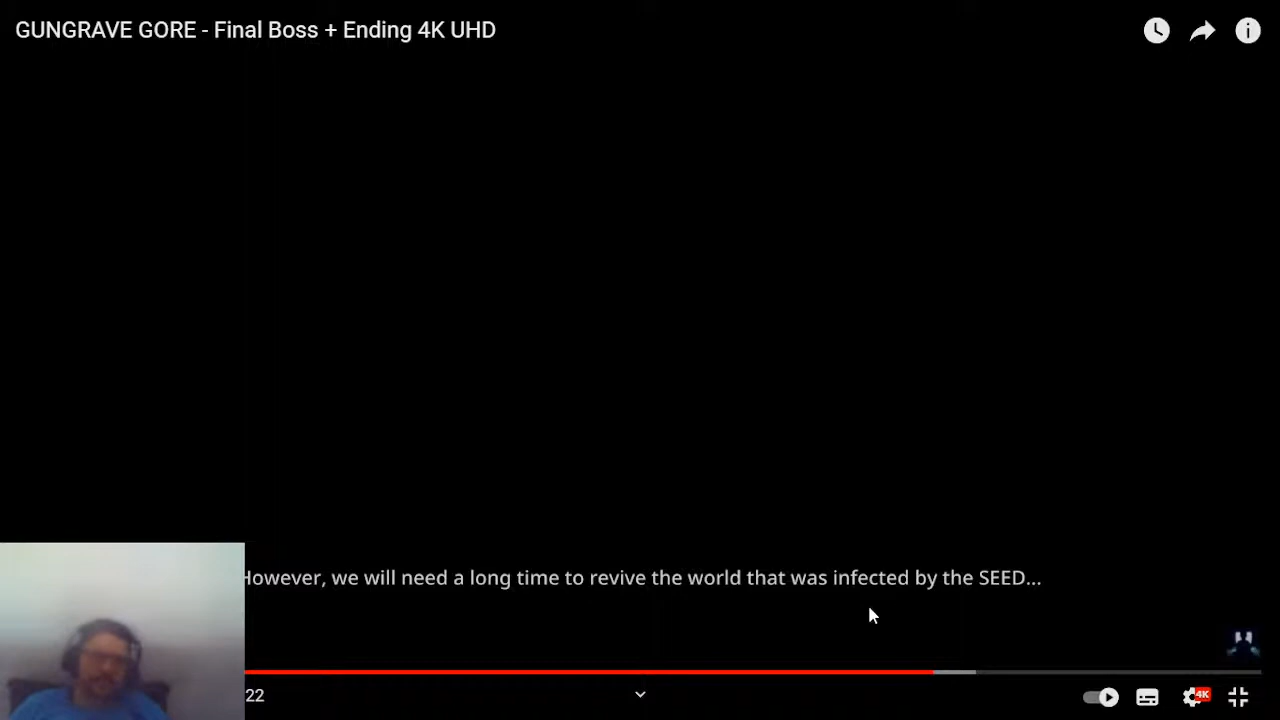 GUNGRAVE GORE - Final Boss + Ending 4K UHD
However, we will need a long time to revive the world that was infected by the SEED...
22
4K